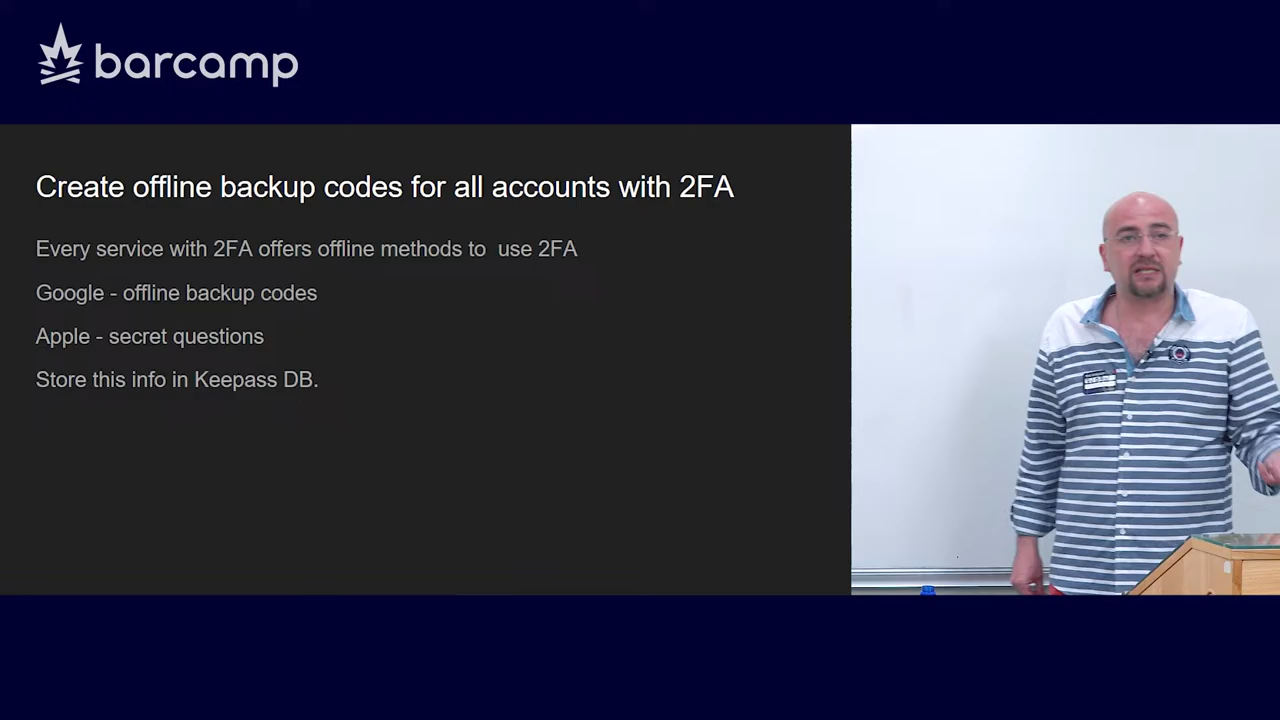 barcamp
Create offline backup codes for all accounts with 2FA
Every service with 2FA offers offline methods to  use 2FA
Google - offline backup codes
Apple - secret questions
Store this info in Keepass DB.